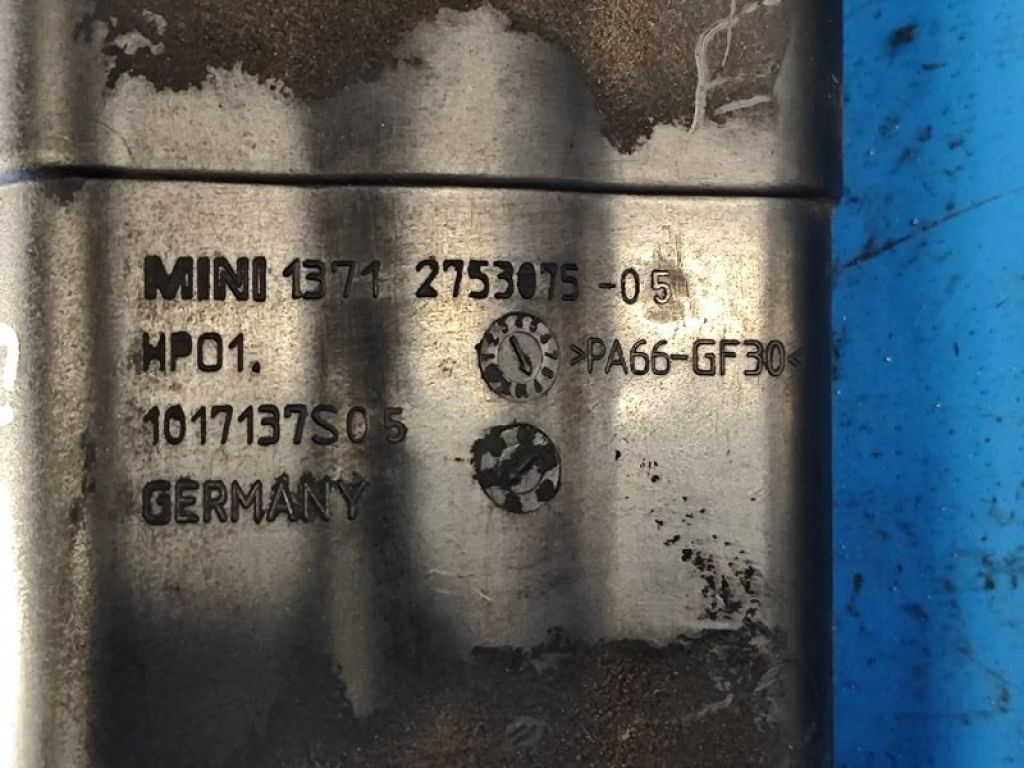 MINI 1371 2753075 -05
HP01. >PA66-GF30<
1017137S05
GERMANY